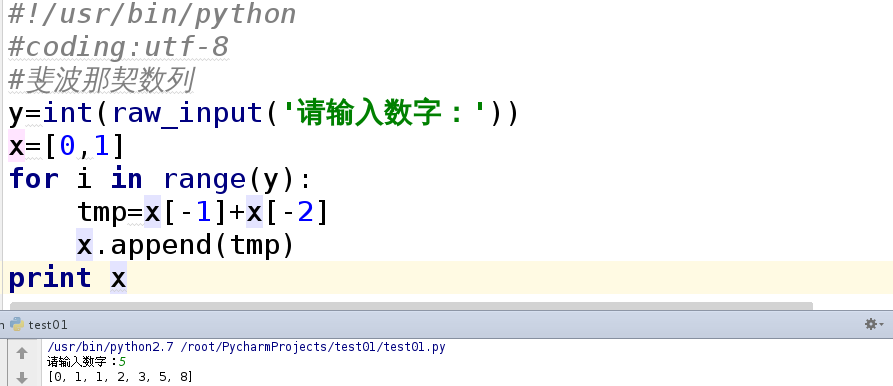 #!/usr/bin/python
#coding:utf-8
#斐波那契数列
y=int(raw_input('请输入数字：'))
x=[0,1]
for i in range(y):
    tmp=x[-1]+x[-2]
    x.append(tmp)
print x
n test01
/usr/bin/python2.7 /root/PycharmProjects/test01/test01.py
请输入数字：5
[0, 1, 1, 2, 3, 5, 8]